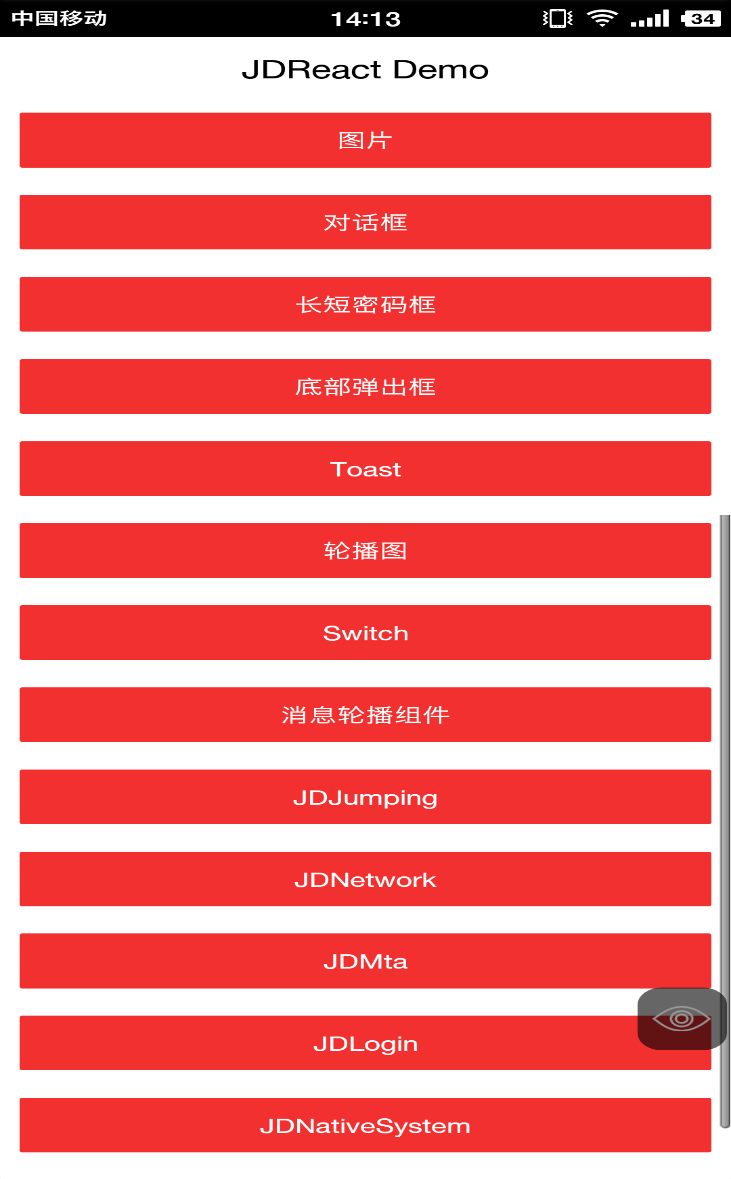 中国移动 14:13 34
JDReact Demo
图片
对话框
长短密码框
底部弹出框
Toast
轮播图
Switch
消息轮播组件
JDJumping
JDNetwork
JDMta
JDLogin
JDNativeSystem